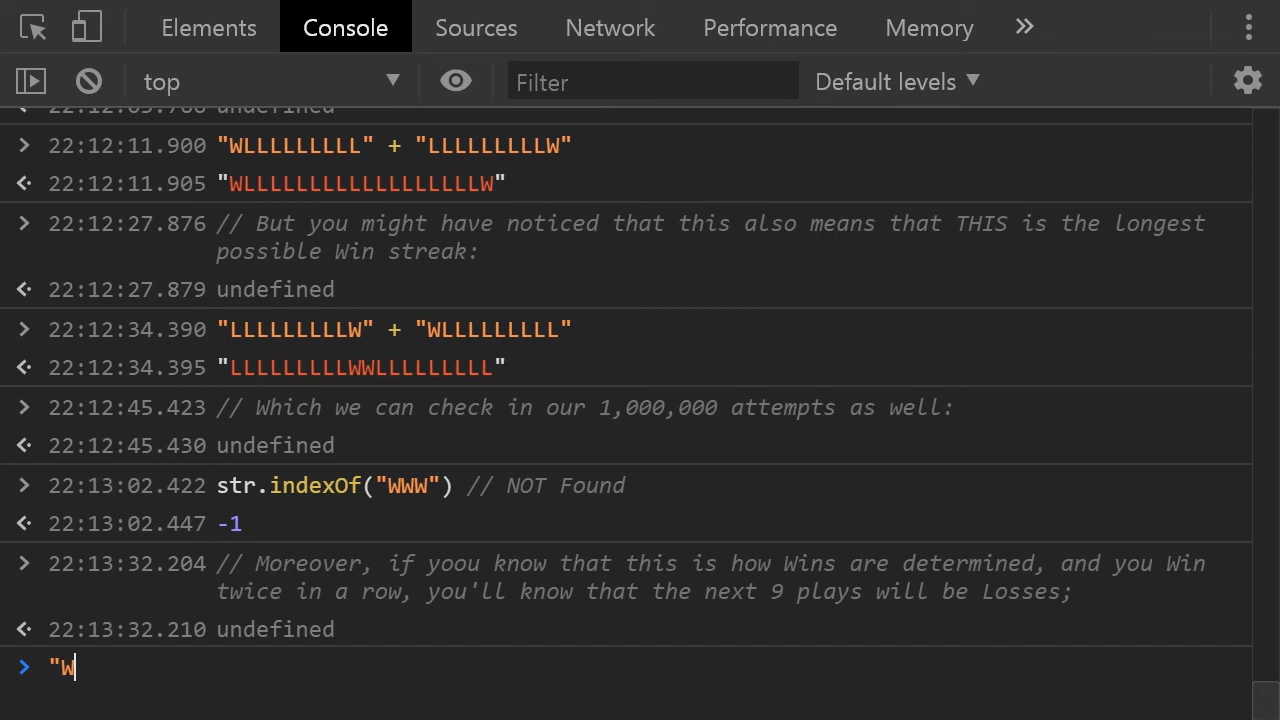 Elements Console Sources Network Performance Memory
top Filter Default levels
undefined
22:12:11.900 "WLLLLLLLLL" + "LLLLLLLLLW"
22:12:11.905 "WLLLLLLLLLLLLLLLLLLW"
22:12:27.876 // But you might have noticed that this also means that THIS is the longest
possible Win streak:
22:12:27.879 undefined
22:12:34.390 "LLLLLLLLLW" + "WLLLLLLLLL"
22:12:34.395 "LLLLLLLLLWWLLLLLLLLL"
22:12:45.423 // Which we can check in our 1,000,000 attempts as well:
22:12:45.430 undefined
22:13:02.422 str.indexOf("WWW") // NOT Found
22:13:02.447 -1
22:13:32.204 // Moreover, if yoou know that this is how Wins are determined, and you Win
twice in a row, you'll know that the next 9 plays will be Losses;
22:13:32.210 undefined
"W